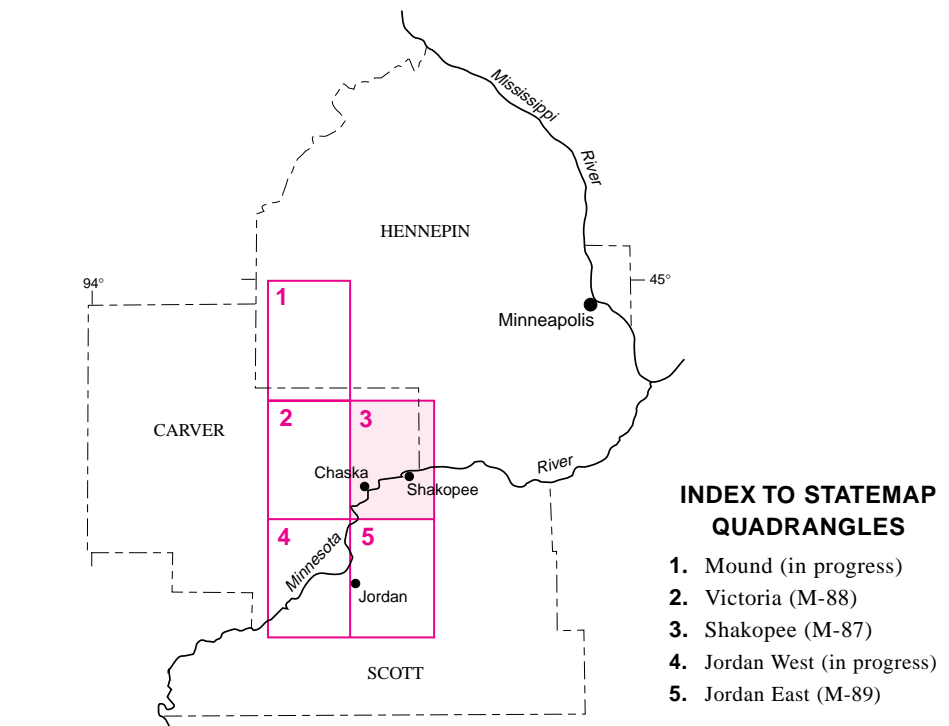 Mississippi
River
HENNEPIN
94°
45°
1
Minneapolis
CARVER
2
3
Chaska
Shakopee
River
4
5
Minnesota
Jordan
SCOTT
INDEX TO STATEMAP
QUADRANGLES
1. Mound (in progress)
2. Victoria (M-88)
3. Shakopee (M-87)
4. Jordan West (in progress)
5. Jordan East (M-89)